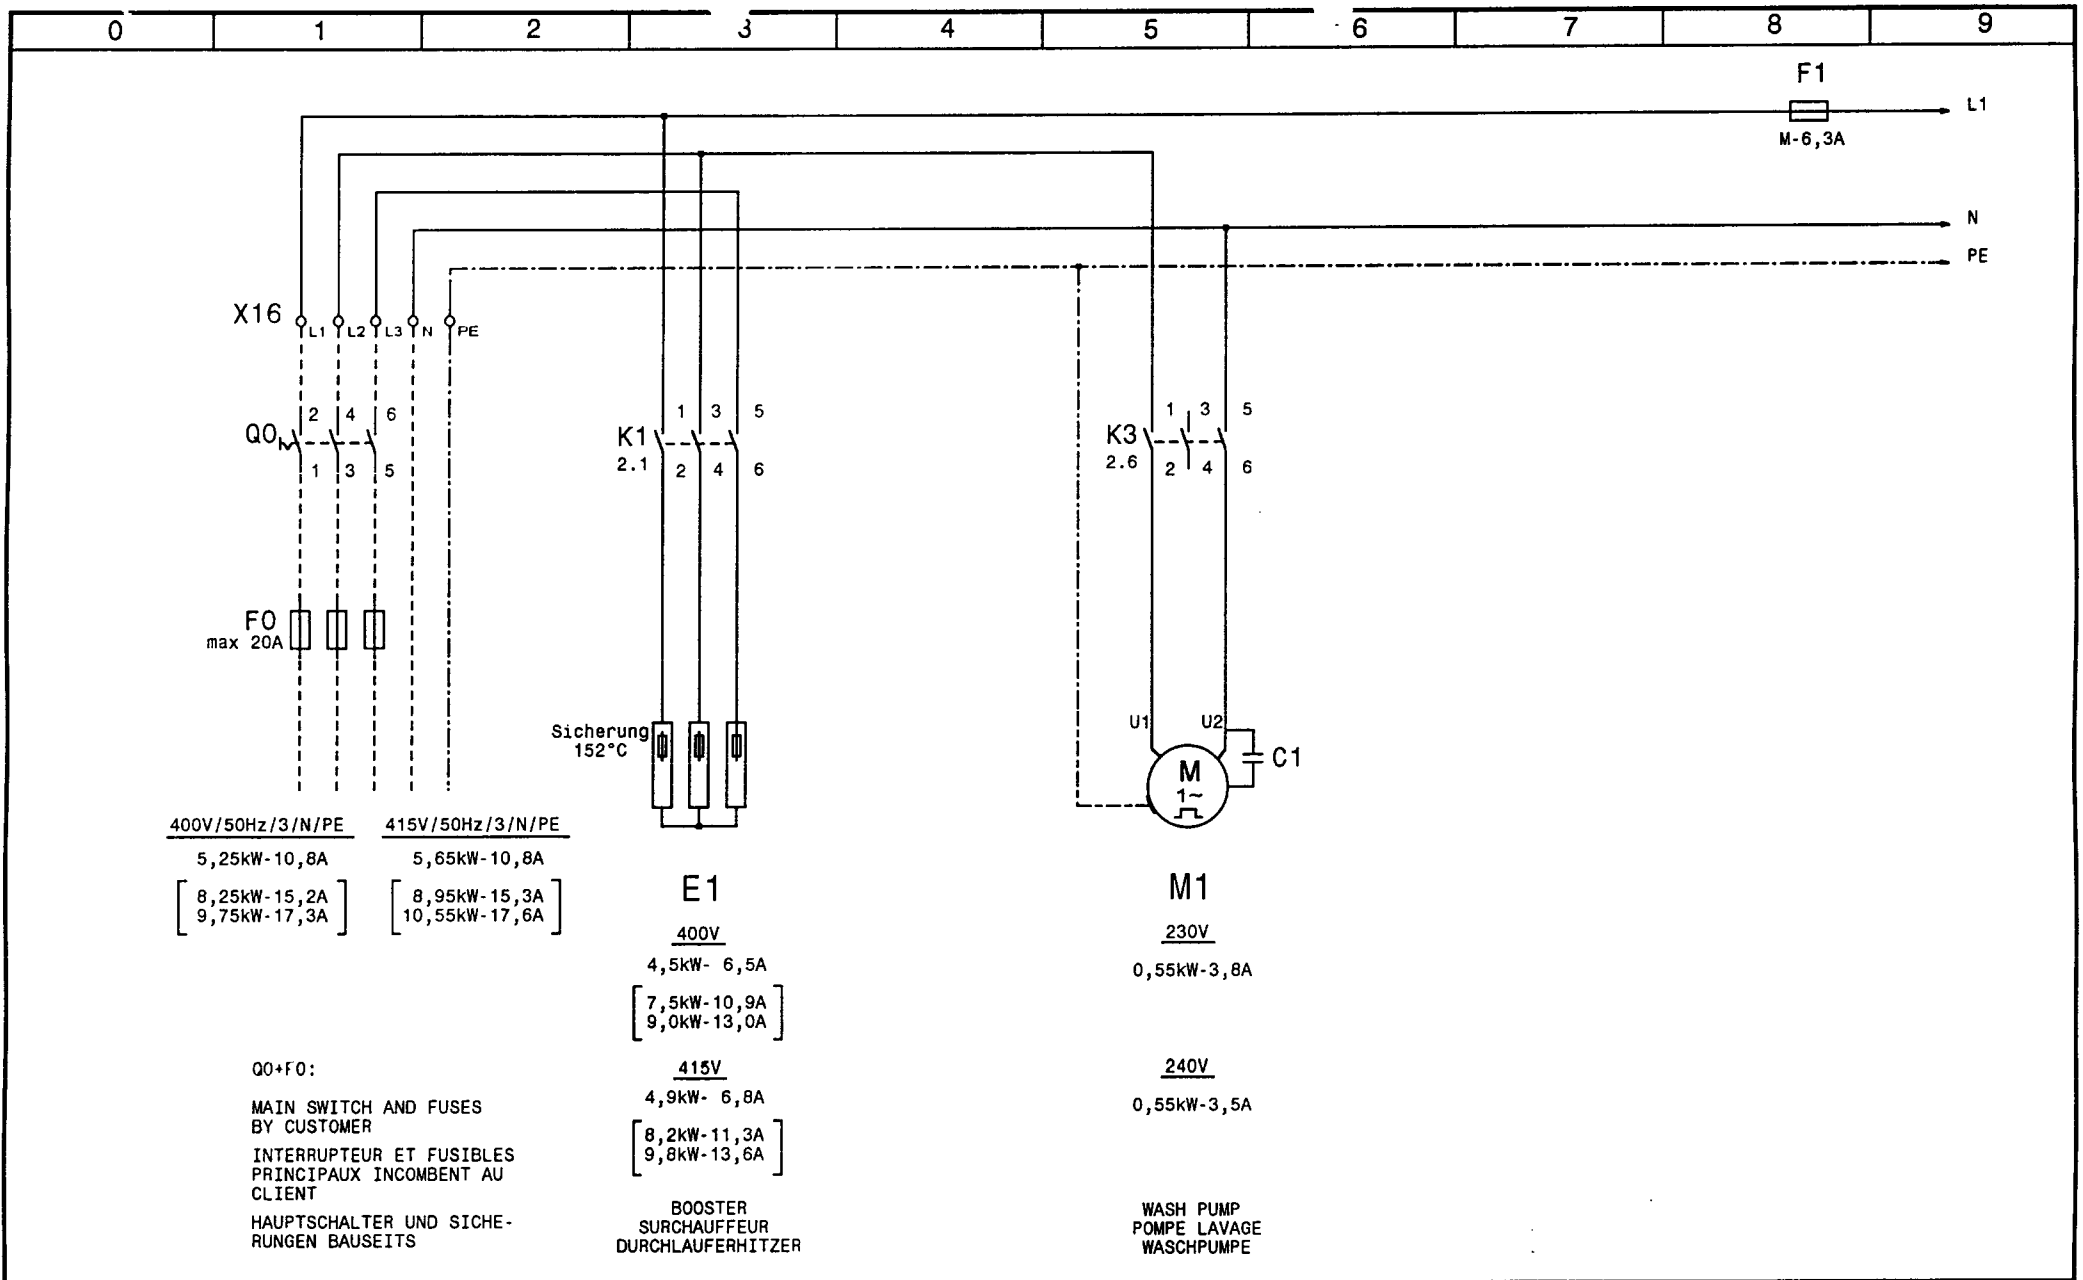 0 1 2 3 4 5 6 7 8 9
F1
L1
M-6,3A
N
PE
X16
L1 L2 L3 N PE
2 4 6
Q0
1 3 5
1 3 5
K1
2.1
2 4 6
1 3 5
K3
2.6
2 4 6
F0
max 20A
Sicherung
152°C
U1 U2
C1
M
1~
400V/50Hz/3/N/PE
5,25kW-10,8A
8,25kW-15,2A
9,75kW-17,3A
415V/50Hz/3/N/PE
5,65kW-10,8A
8,95kW-15,3A
10,55kW-17,6A
E1
400V
4,5kW- 6,5A
7,5kW-10,9A
9,0kW-13,0A
415V
4,9kW- 6,8A
8,2kW-11,3A
9,8kW-13,6A
BOOSTER
SURCHAUFFEUR
DURCHLAUFERHITZER
M1
230V
0,55kW-3,8A
240V
0,55kW-3,5A
WASH PUMP
POMPE LAVAGE
WASCHPUMPE
Q0+F0:
MAIN SWITCH AND FUSES
BY CUSTOMER
INTERRUPTEUR ET FUSIBLES
PRINCIPAUX INCOMBENT AU
CLIENT
HAUPTSCHALTER UND SICHE-
RUNGEN BAUSEITS